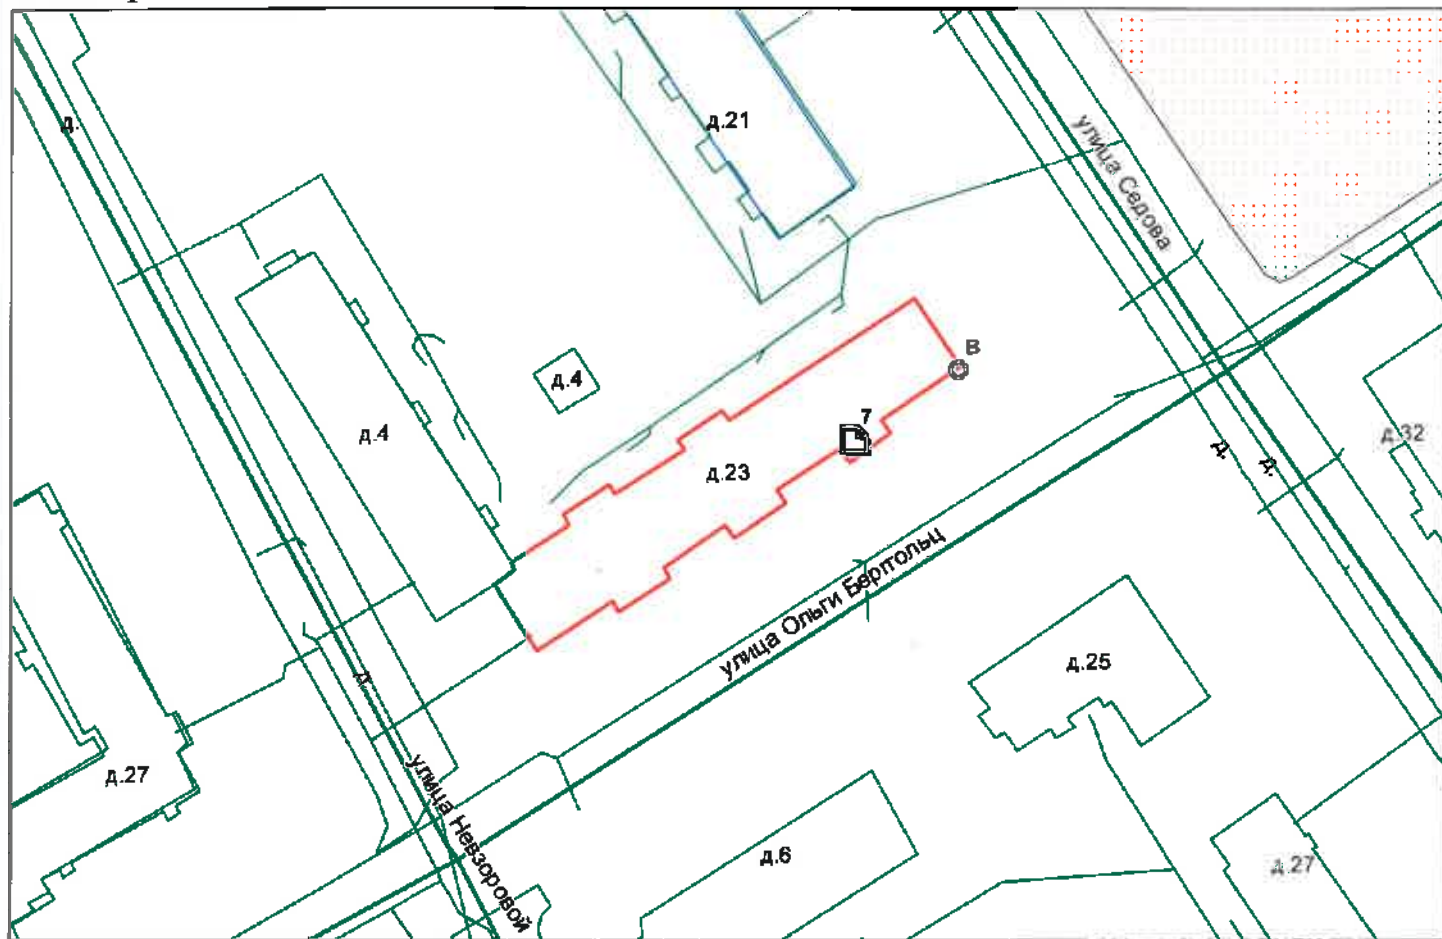 д.
д.21
улица Седова
В
д.4
7
д.4
д.32
д.23
д.
д.
улица Ольги Берггольц
д.25
д.
д.27
улица Невзоровой
д.6
д.27